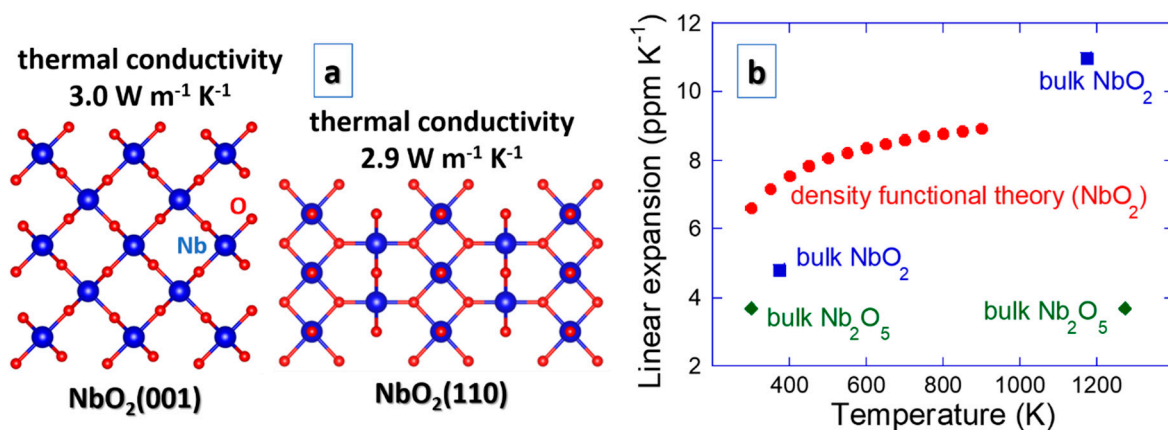 thermal conductivity
3.0 W m⁻¹ K⁻¹
a
thermal conductivity
2.9 W m⁻¹ K⁻¹
O
Nb
NbO₂(001)
NbO₂(110)
b
Linear expansion (ppm K⁻¹)
12
10
8
6
4
2
bulk NbO₂
density functional theory (NbO₂)
bulk NbO₂
bulk Nb₂O₅
bulk Nb₂O₅
400 600 800 1000 1200
Temperature (K)